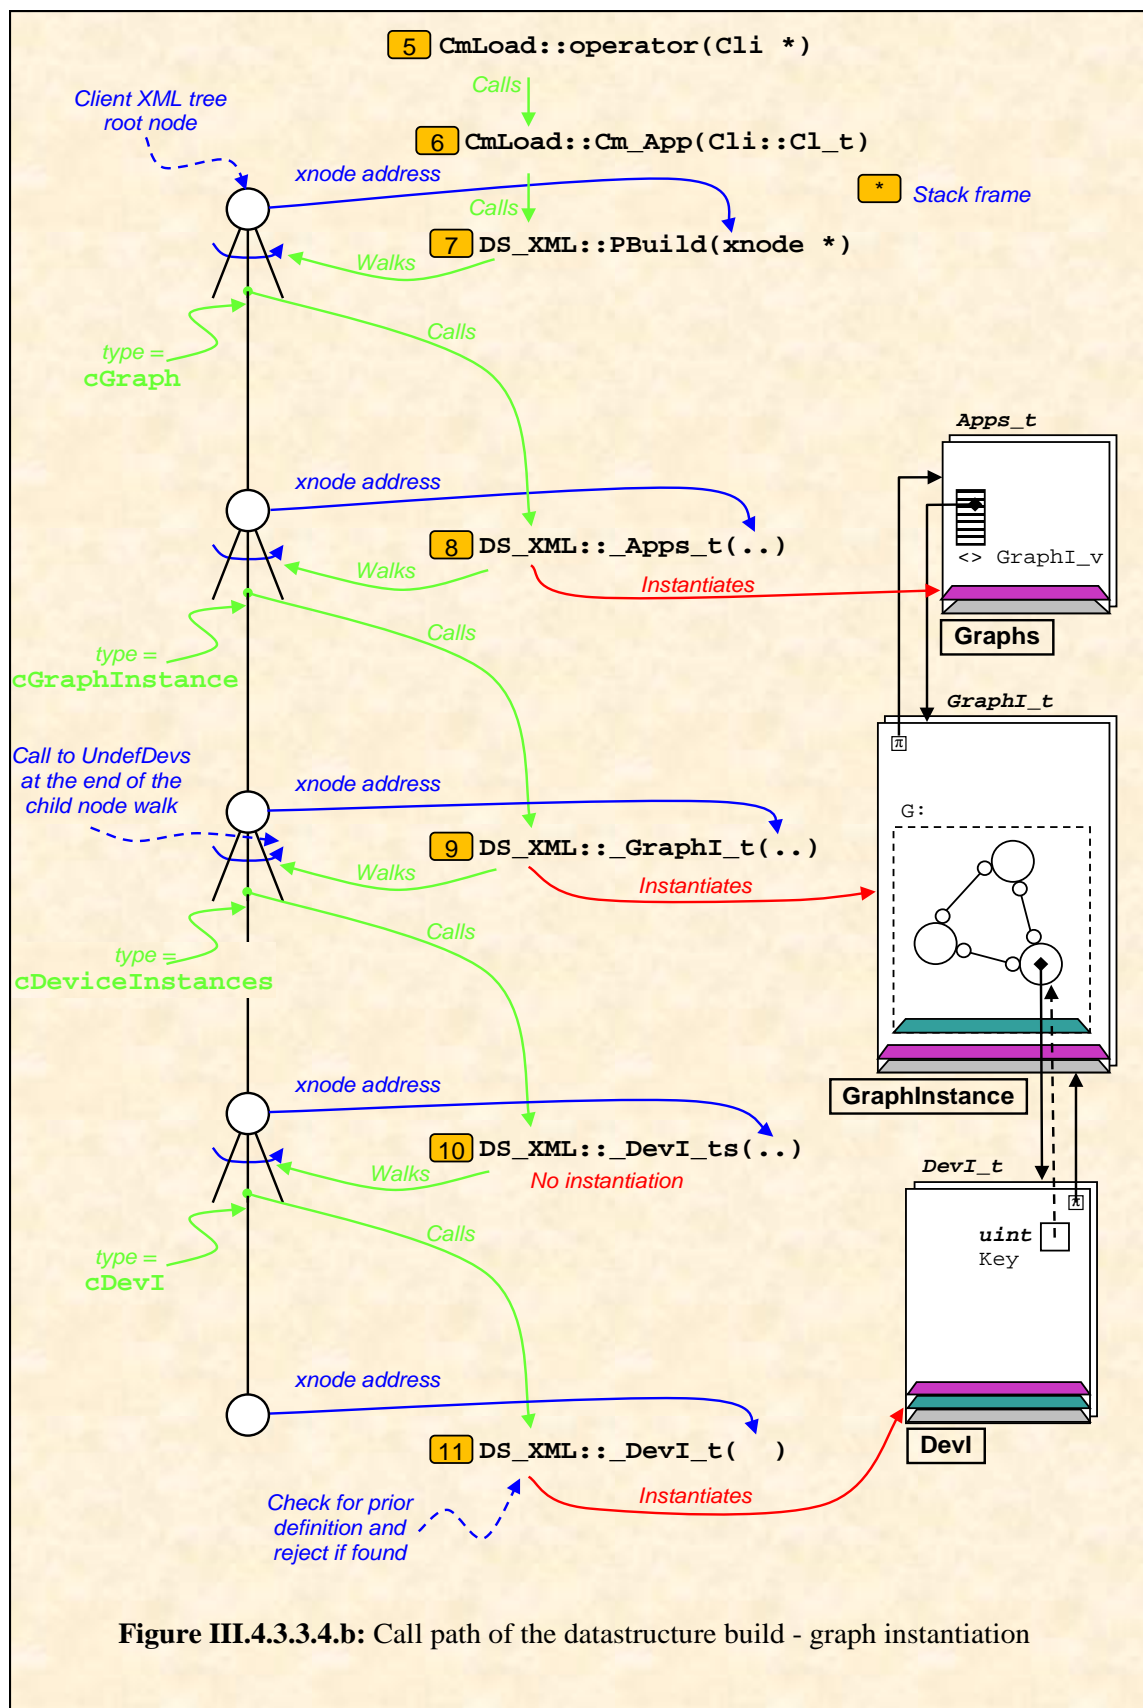 5 CmLoad::operator(Cli *)
Calls
Client XML tree
root node
6 CmLoad::Cm_App(Cli::Cl_t)
xnode address
* Stack frame
Calls
7 DS_XML::PBuild(xnode *)
Walks
Calls
type =
cGraph
Apps_t
xnode address
8 DS_XML::_Apps_t(..)
<> GraphI_v
Walks
Instantiates
Graphs
Calls
type =
cGraphInstance
GraphI_t
π
Call to UndefDevs
at the end of the
child node walk
xnode address
G:
9 DS_XML::_GraphI_t(..)
Walks
Instantiates
Calls
type =
cDeviceInstances
xnode address
GraphInstance
10 DS_XML::_DevI_ts(..)
Walks
No instantiation
DevI_t
π
Calls
uint
Key
type =
cDevI
xnode address
11 DS_XML::_DevI_t( )
DevI
Instantiates
Check for prior
definition and
reject if found
Figure III.4.3.3.4.b: Call path of the datastructure build - graph instantiation